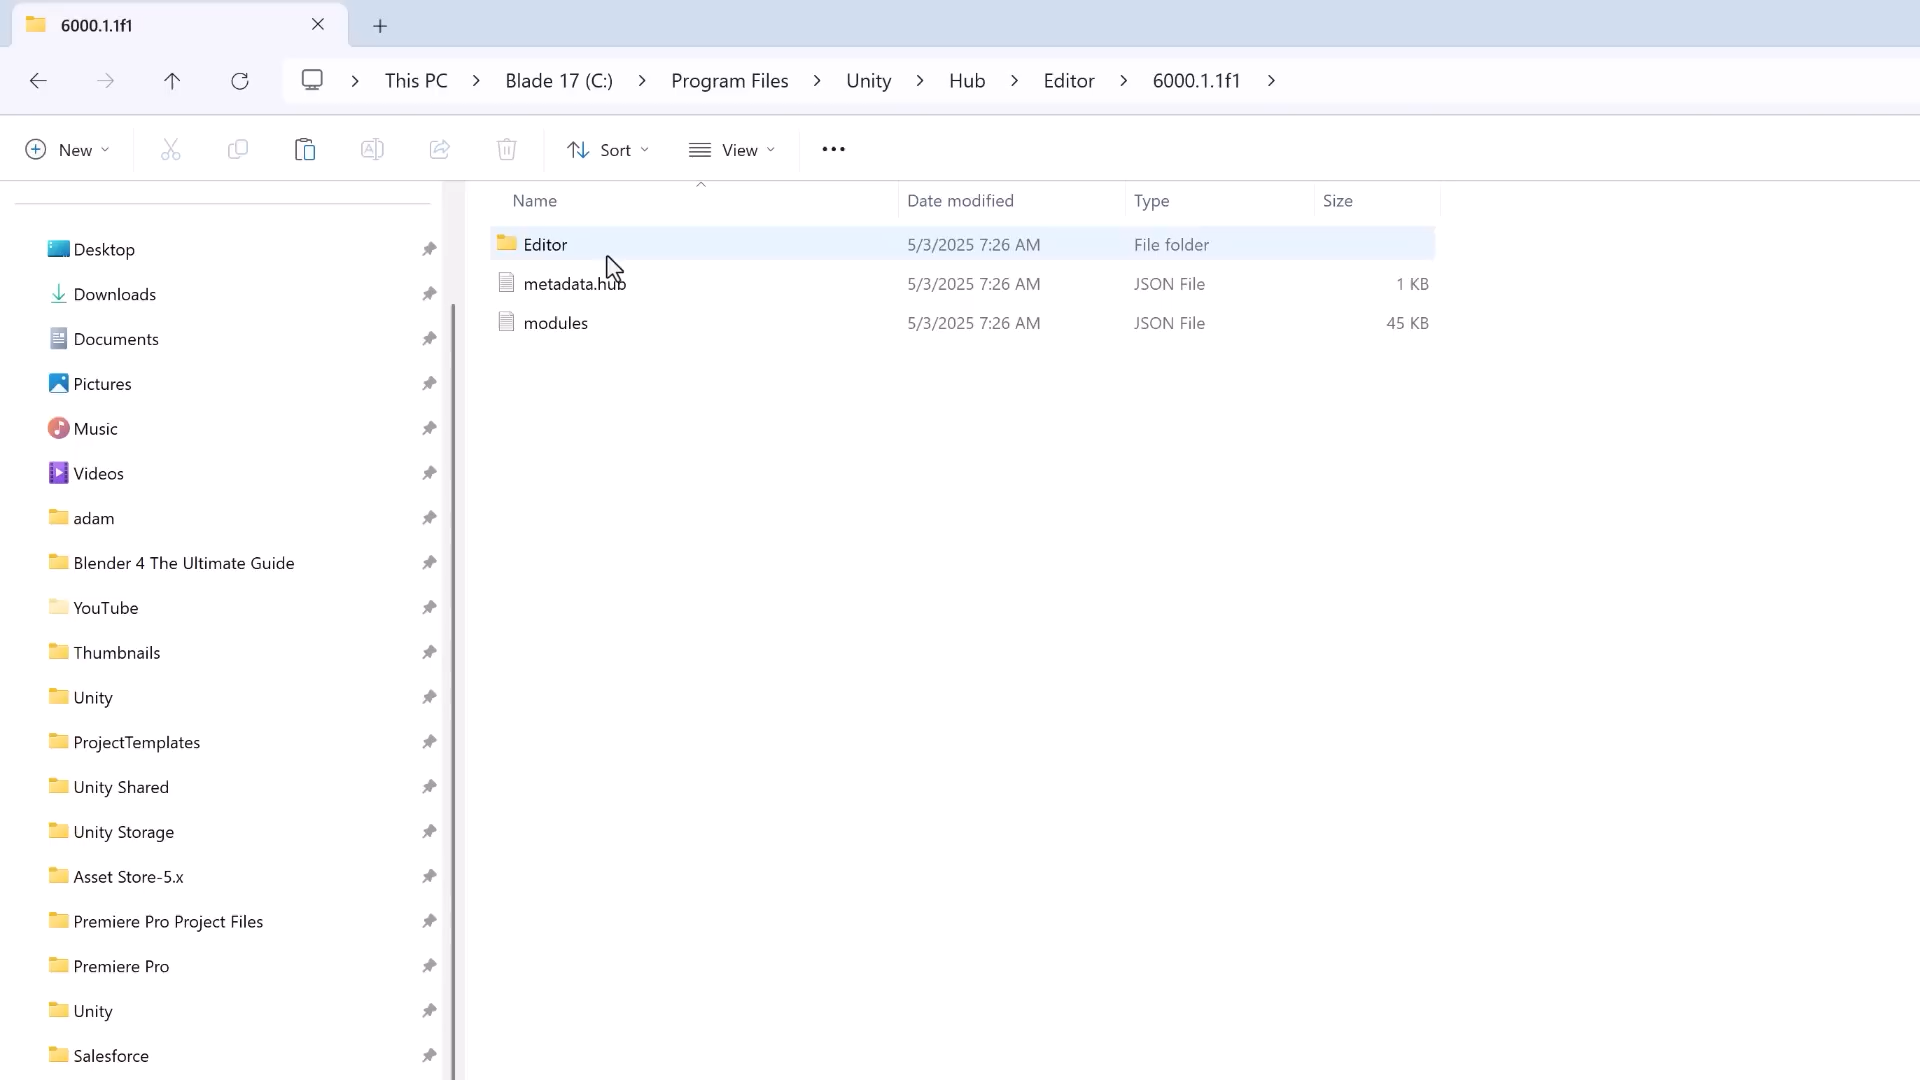 6000.1.1f1
This PC > Blade 17 (C:) > Program Files > Unity > Hub > Editor > 6000.1.1f1 >
New Sort View
Name Date modified Type Size
Editor 5/3/2025 7:26 AM File folder
metadata.hub 5/3/2025 7:26 AM JSON File 1 KB
modules 5/3/2025 7:26 AM JSON File 45 KB
Desktop
Downloads
Documents
Pictures
Music
Videos
adam
Blender 4 The Ultimate Guide
YouTube
Thumbnails
Unity
ProjectTemplates
Unity Shared
Unity Storage
Asset Store-5.x
Premiere Pro Project Files
Premiere Pro
Unity
Salesforce